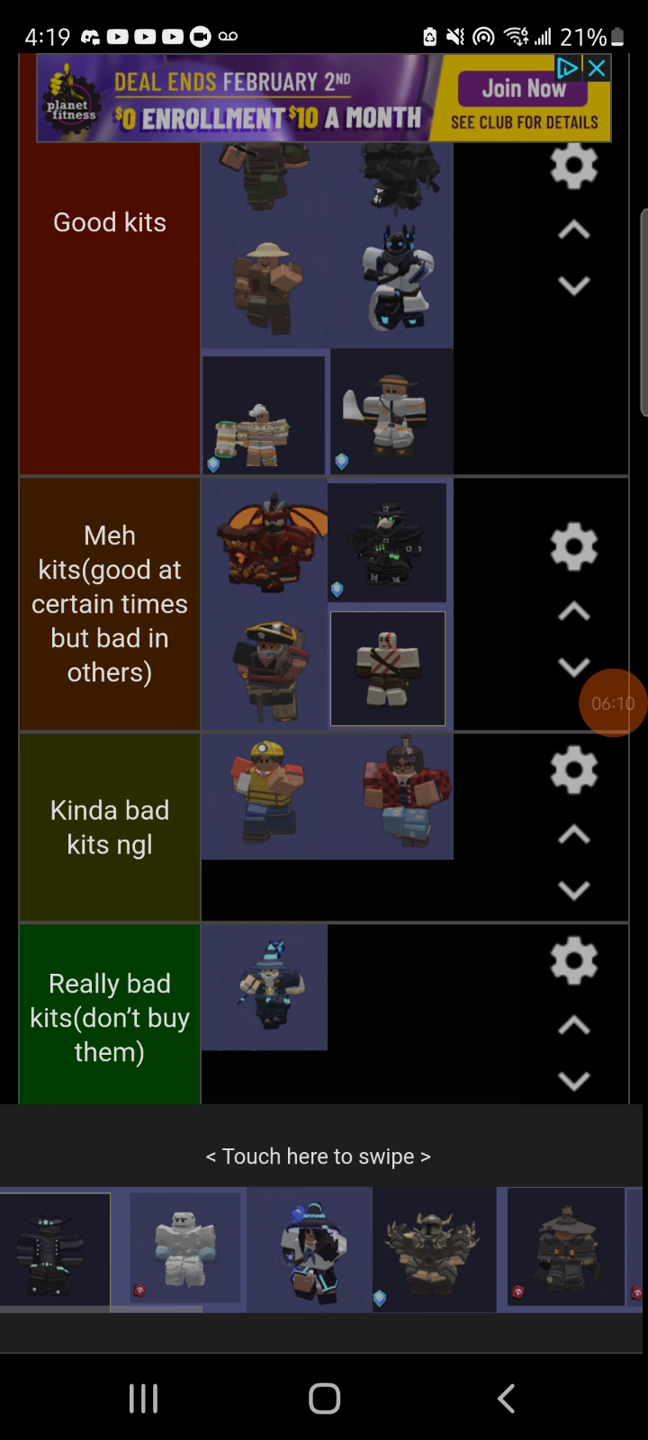 4:19
21%
planet
fitness
DEAL ENDS FEBRUARY 2ND
$0 ENROLLMENT $10 A MONTH
Join Now
SEE CLUB FOR DETAILS
Good kits
Meh
kits(good at
certain times
but bad in
others)
06:10
Kinda bad
kits ngl
Really bad
kits(don’t buy
them)
< Touch here to swipe >